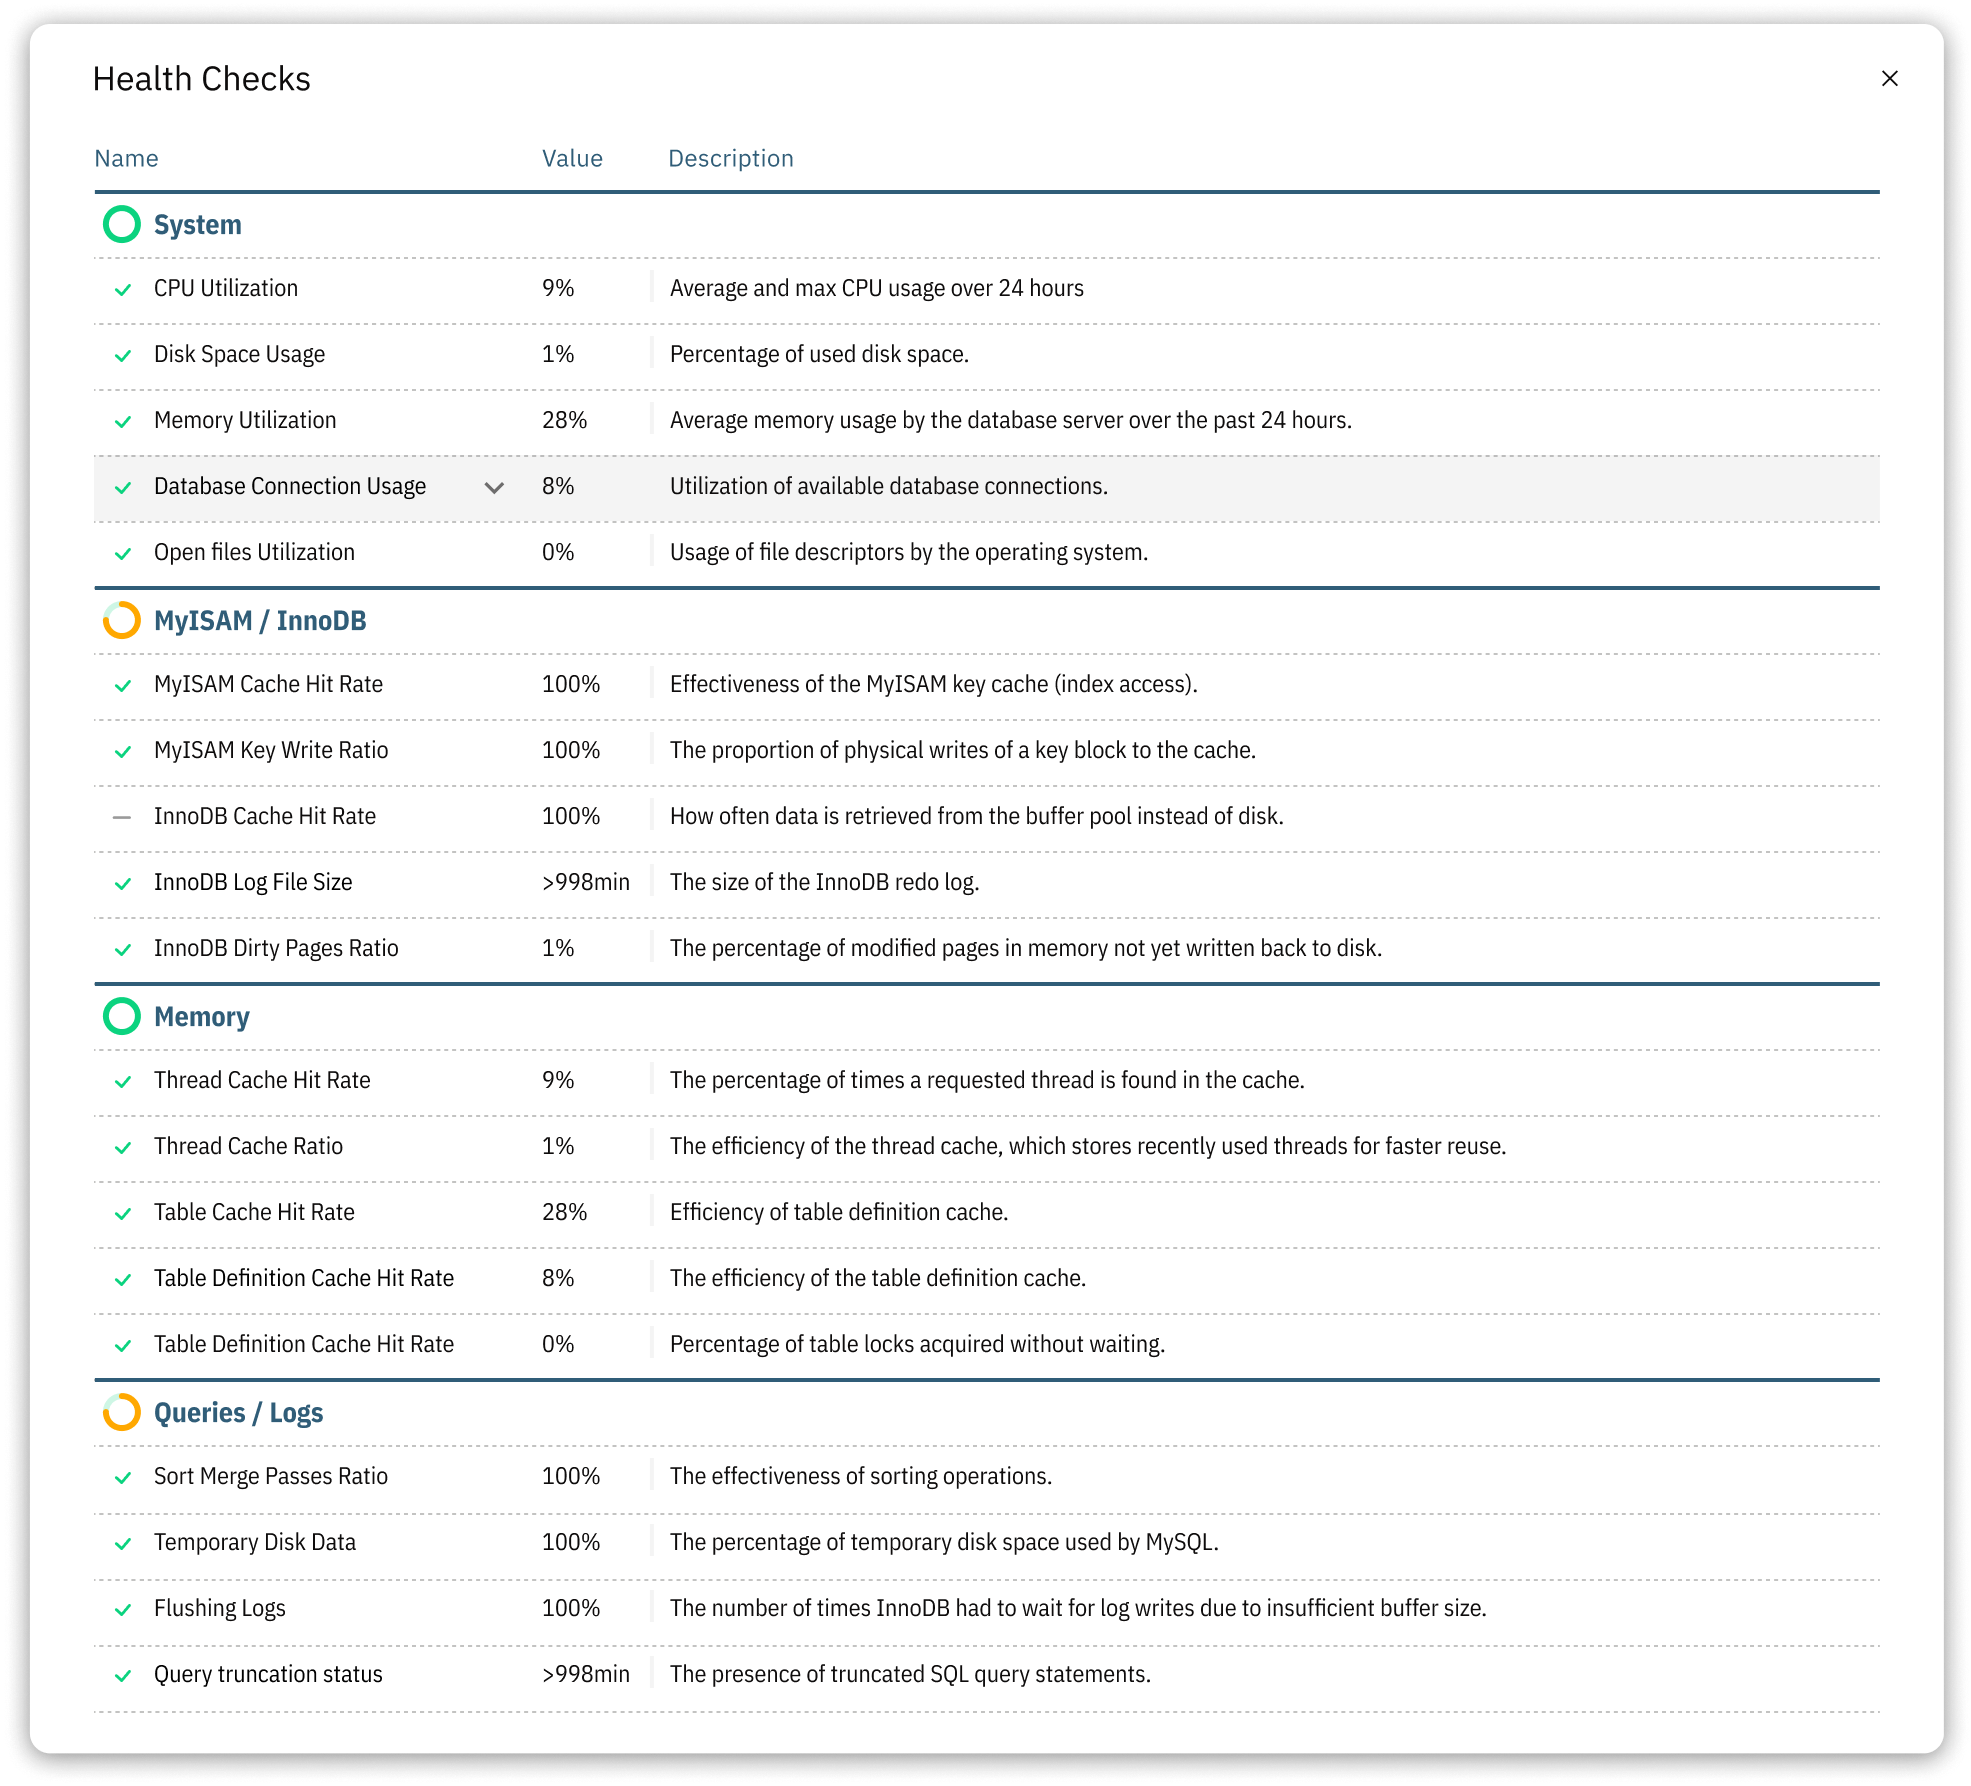 Health Checks
Name Value Description
System
CPU Utilization 9% Average and max CPU usage over 24 hours
Disk Space Usage 1% Percentage of used disk space.
Memory Utilization 28% Average memory usage by the database server over the past 24 hours.
Database Connection Usage 8% Utilization of available database connections.
Open files Utilization 0% Usage of file descriptors by the operating system.
MyISAM / InnoDB
MyISAM Cache Hit Rate 100% Effectiveness of the MyISAM key cache (index access).
MyISAM Key Write Ratio 100% The proportion of physical writes of a key block to the cache.
InnoDB Cache Hit Rate 100% How often data is retrieved from the buffer pool instead of disk.
InnoDB Log File Size >998min The size of the InnoDB redo log.
InnoDB Dirty Pages Ratio 1% The percentage of modified pages in memory not yet written back to disk.
Memory
Thread Cache Hit Rate 9% The percentage of times a requested thread is found in the cache.
Thread Cache Ratio 1% The efficiency of the thread cache, which stores recently used threads for faster reuse.
Table Cache Hit Rate 28% Efficiency of table definition cache.
Table Definition Cache Hit Rate 8% The efficiency of the table definition cache.
Table Definition Cache Hit Rate 0% Percentage of table locks acquired without waiting.
Queries / Logs
Sort Merge Passes Ratio 100% The effectiveness of sorting operations.
Temporary Disk Data 100% The percentage of temporary disk space used by MySQL.
Flushing Logs 100% The number of times InnoDB had to wait for log writes due to insufficient buffer size.
Query truncation status >998min The presence of truncated SQL query statements.